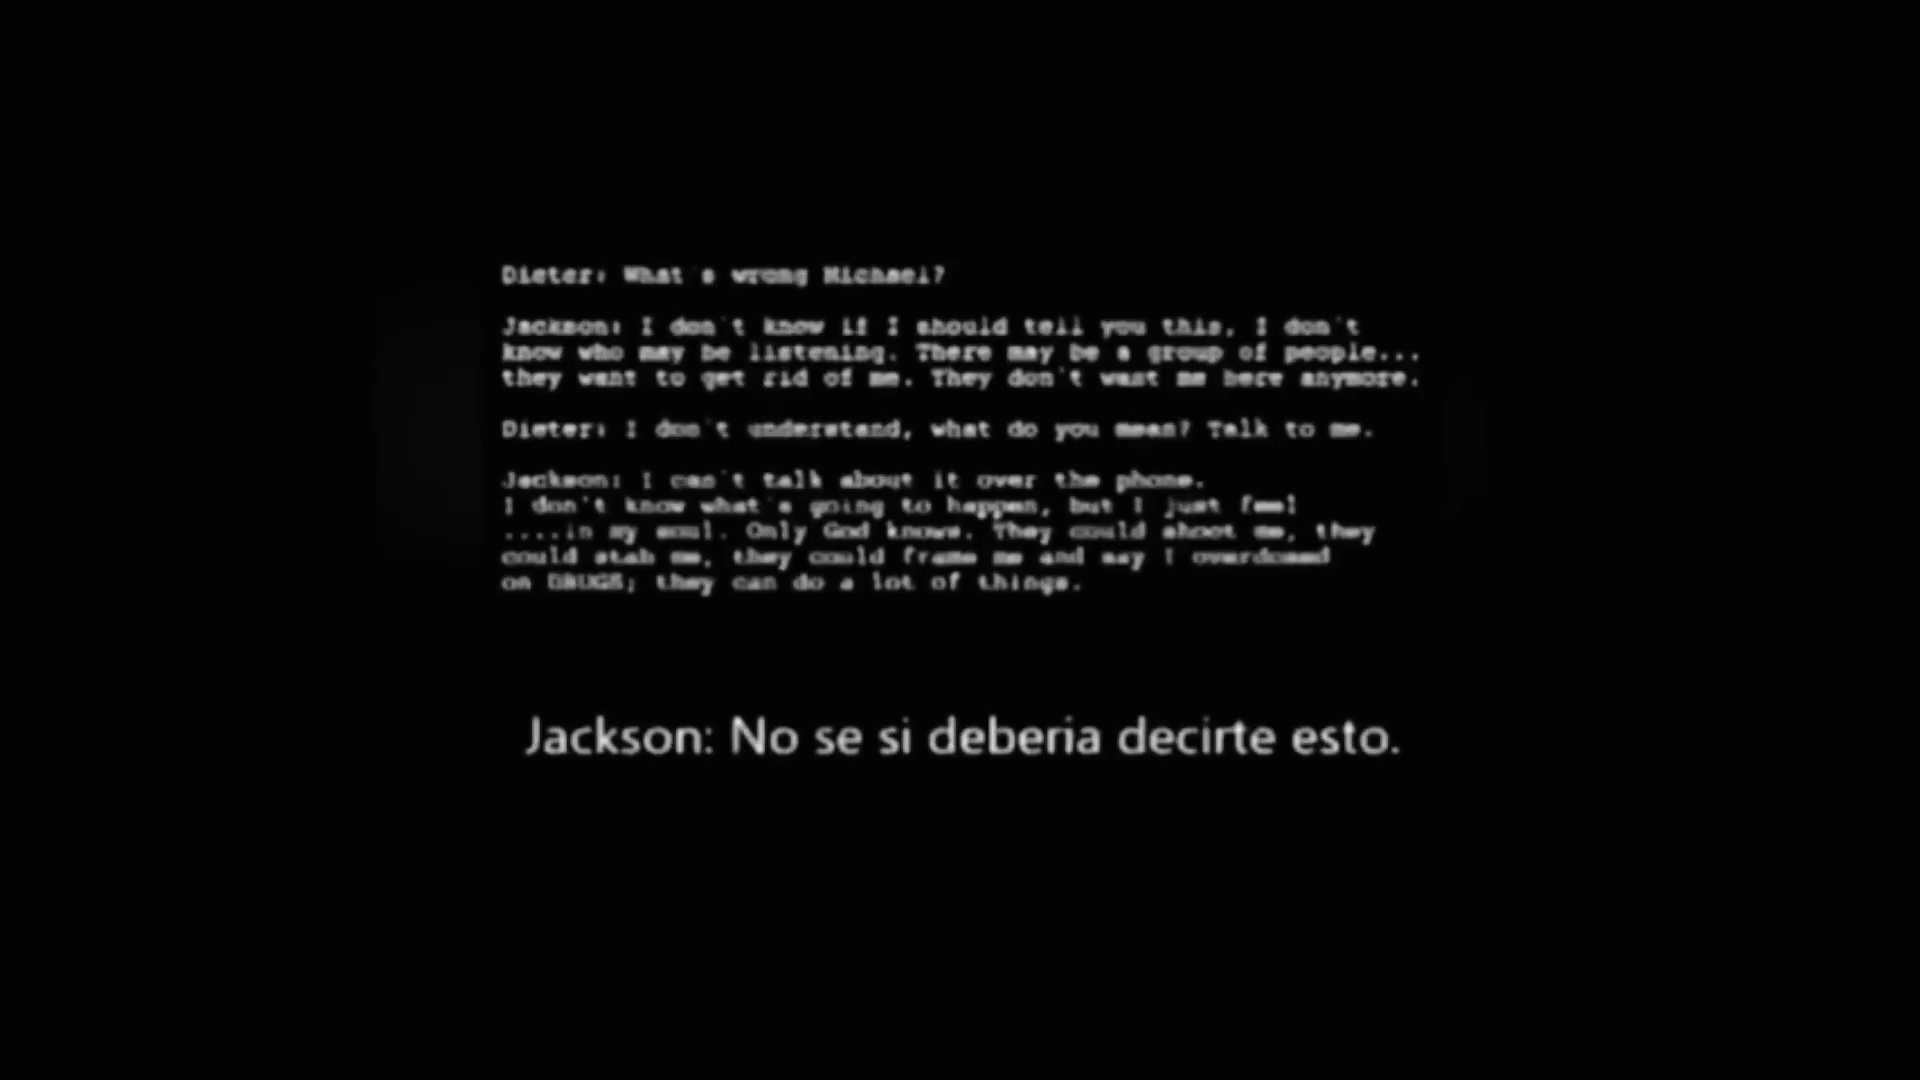 Dieter: What's wrong Michael?
Jackson: I don't know if I should tell you this, I don't
know who may be listening. There may be a group of people...
they want to get rid of me. They don't want me here anymore.
Dieter: I don't understand, what do you mean? Talk to me.
Jackson: I can't talk about it over the phone.
I don't know what's going to happen, but I just feel
....in my soul. Only God knows. They could shoot me, they
could stab me, they could frame me and say I overdosed
on DRUGS; they can do a lot of things.
Jackson: No se si deberia decirte esto.